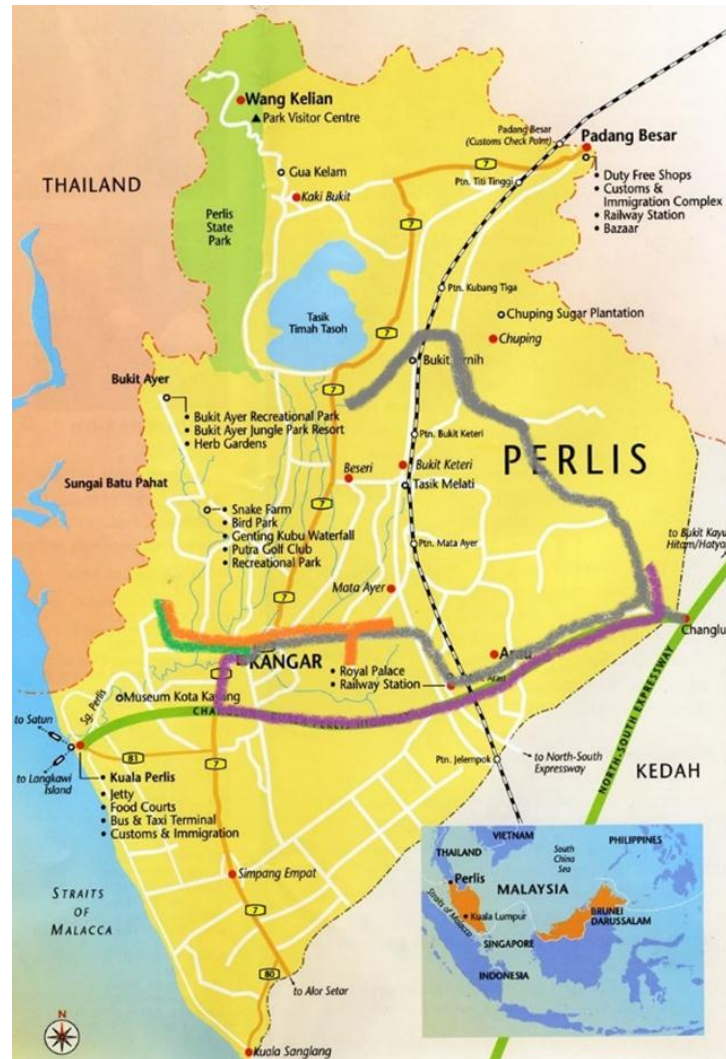 Wang Kelian
Park Visitor Centre
Padang Besar
(Customs Check Point)
Padang Besar
7
Duty Free Shops
Customs &
Immigration Complex
Railway Station
Bazaar
THAILAND
Gua Kelam
Ptn. Titi Tinggi
Kaki Bukit
Perlis
State
Park
7
Tasik
Timah Tasoh
Ptn. Kubang Tiga
Chuping Sugar Plantation
7
Chuping
Bukit
Bukit Ayer
Bukit Ayer Recreational Park
Bukit Ayer Jungle Park Resort
Herb Gardens
Ptn. Bukit Keteri
PERLIS
Beseri
Bukit Keteri
Sungai Batu Pahat
7
Tasik Melati
Snake Farm
Bird Park
Genting Kubu Waterfall
Putra Golf Club
Recreational Park
Ptn. Mata Ayer
to Bukit Kayu
Hitam/Hatya
Mata Ayer
7
Changlu
KANGAR
Royal Palace
Railway Station
Museum Kota Kayang
Sg. Perlis
to Satun
to Langkawi
Island
81
7
NORTH-SOUTH EXPRESSWAY
to North-South
Expressway
KEDAH
Kuala Perlis
Jetty
Food Courts
Bus & Taxi Terminal
Customs & Immigration
Ptn. Jelempok
Simpang Empat
STRAITS
OF
MALACCA
7
80
to Alor Setar
N
Kuala Sanglang
VIETNAM
THAILAND
South
China
Sea
PHILIPPINES
Perlis
MALAYSIA
Straits of Malacca
Kuala Lumpur
BRUNEI
DARUSSALAM
SINGAPORE
INDONESIA